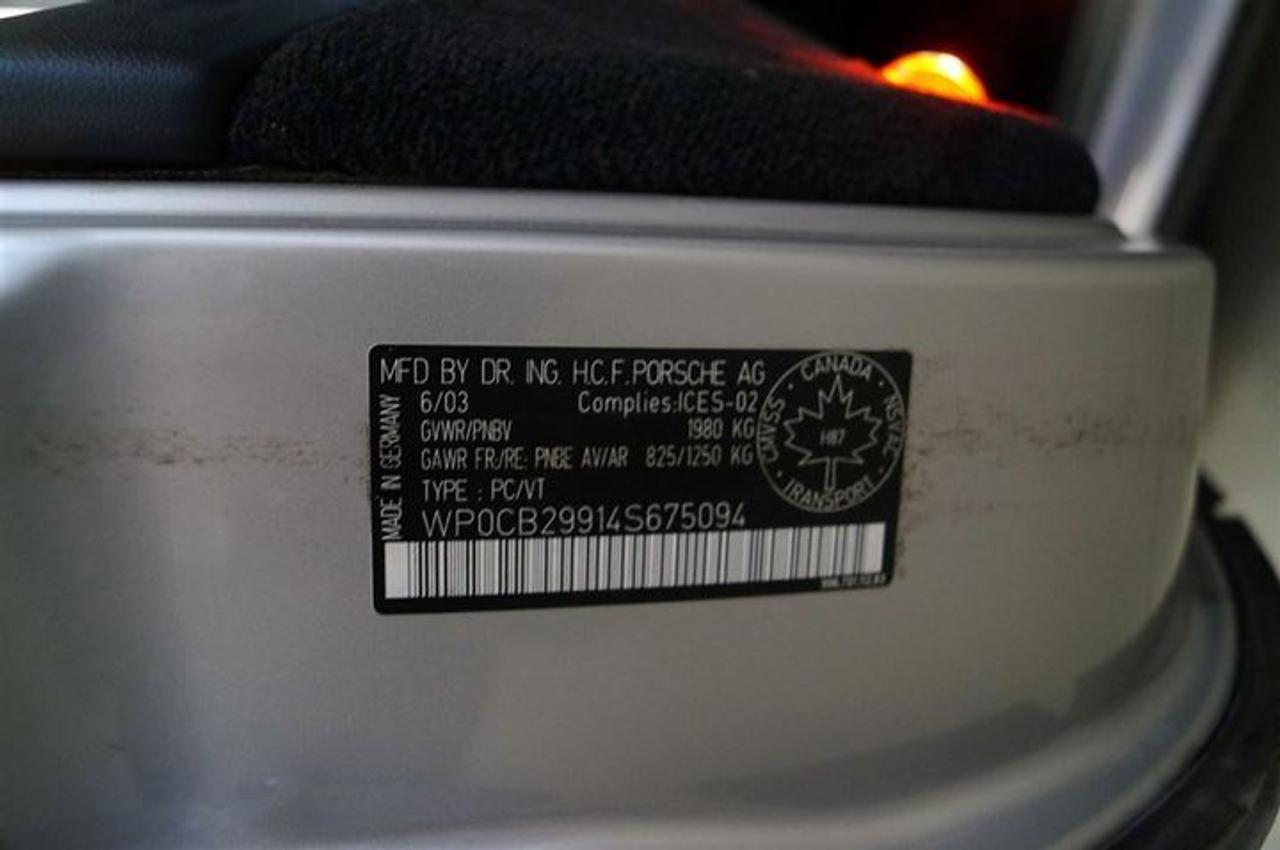 MFD BY DR. ING. H.C.F. PORSCHE AG
6/03 Complies:ICES-02
GVWR/PNBV 1980 KG
GAWR FR/RE: PNBE AV/AR 825/1250 KG
TYPE : PC/VT
WP0CB29914S675094
MADE IN GERMANY
CANADA
NSVAC
TRANSPORT
CMVSS